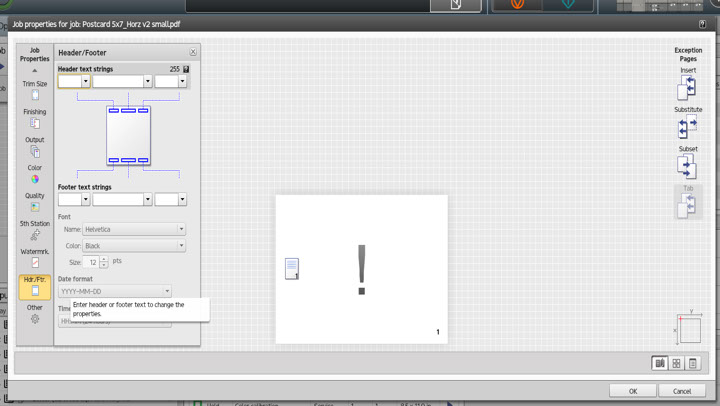 Job properties for job: Postcard 5x7_Horz v2 small.pdf
Job
Properties
Trim Size
Finishing
Output
Color
Quality
5th Station
Watermrk.
Hdr./Ftr.
Other
Header/Footer
Header text strings 255
Footer text strings
Font
Name: Helvetica
Color: Black
Size: 12 pts
Date format
YYYY-MM-DD
Enter header or footer text to change the
properties.
1
!
1
Exception
Pages
Insert
Substitute
Subset
Tab
Y
X
OK
Cancel